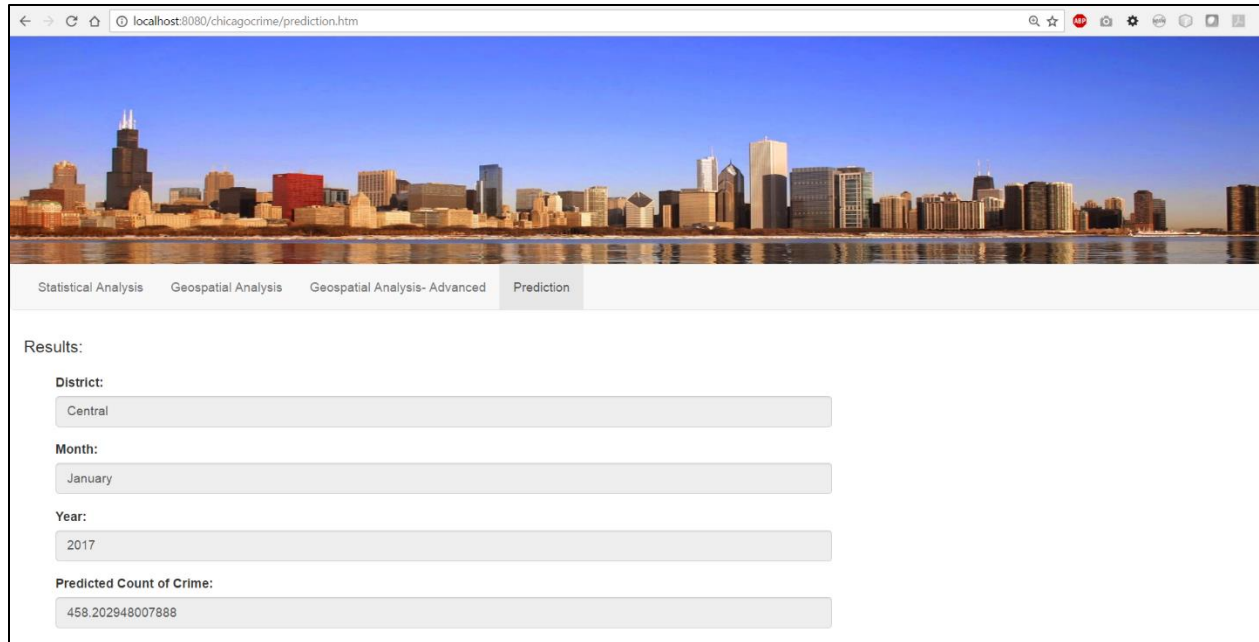 localhost:8080/chicagocrime/prediction.htm
ABP
Statistical Analysis Geospatial Analysis Geospatial Analysis- Advanced Prediction
Results:
District:
Central
Month:
January
Year:
2017
Predicted Count of Crime:
458.202948007888